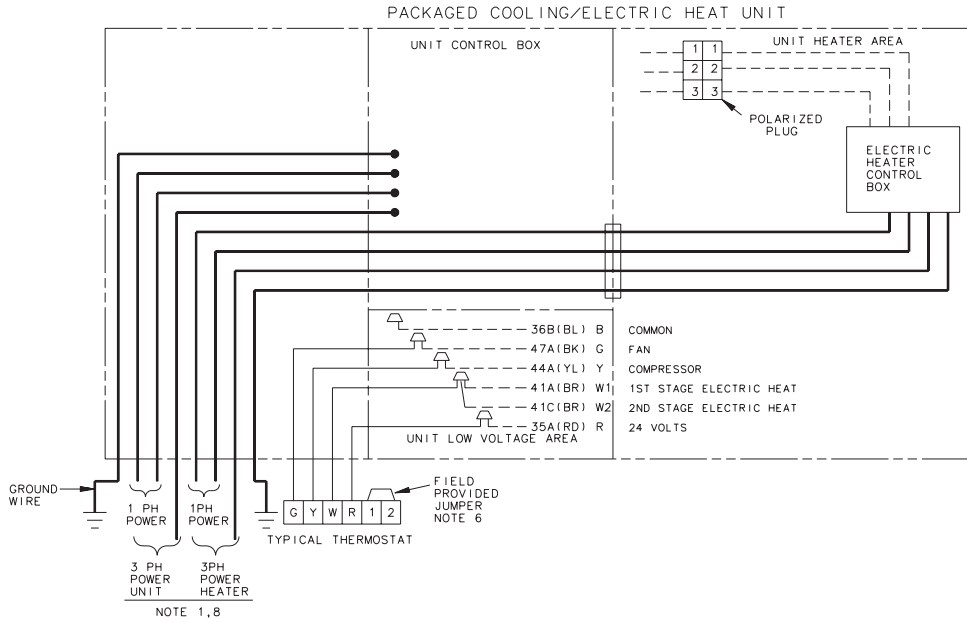 PACKAGED COOLING/ELECTRIC HEAT UNIT
UNIT CONTROL BOX
UNIT HEATER AREA
1 1
2 2
3 3
POLARIZED
PLUG
ELECTRIC
HEATER
CONTROL
BOX
36B(BL) B COMMON
47A(BK) G FAN
44A(YL) Y COMPRESSOR
41A(BR) W1 1ST STAGE ELECTRIC HEAT
41C(BR) W2 2ND STAGE ELECTRIC HEAT
35A(RD) R 24 VOLTS
UNIT LOW VOLTAGE AREA
GROUND
WIRE
1 PH
POWER
1PH
POWER
G Y W R 1 2
FIELD
PROVIDED
JUMPER
NOTE 6
TYPICAL THERMOSTAT
3 PH
POWER
UNIT
3PH
POWER
HEATER
NOTE 1,8